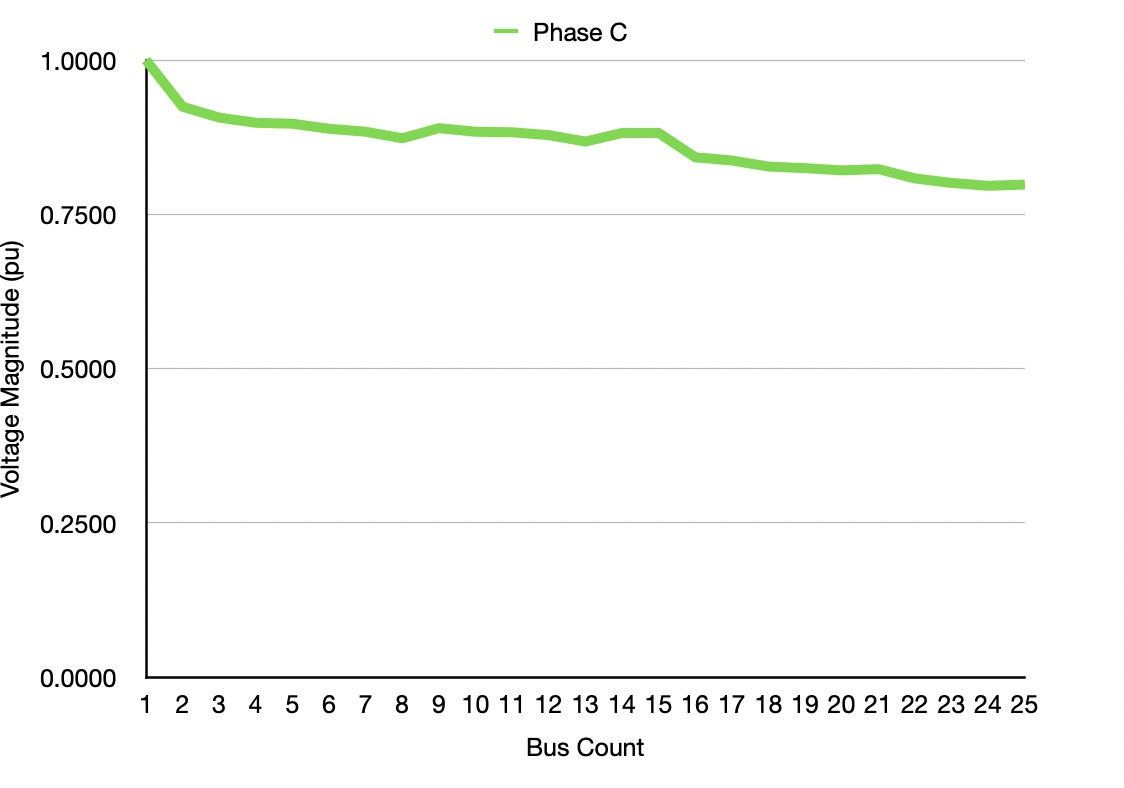 Phase C
1.0000
0.7500
0.5000
0.2500
0.0000
Voltage Magnitude (pu)
1 2 3 4 5 6 7 8 9 10 11 12 13 14 15 16 17 18 19 20 21 22 23 24 25
Bus Count